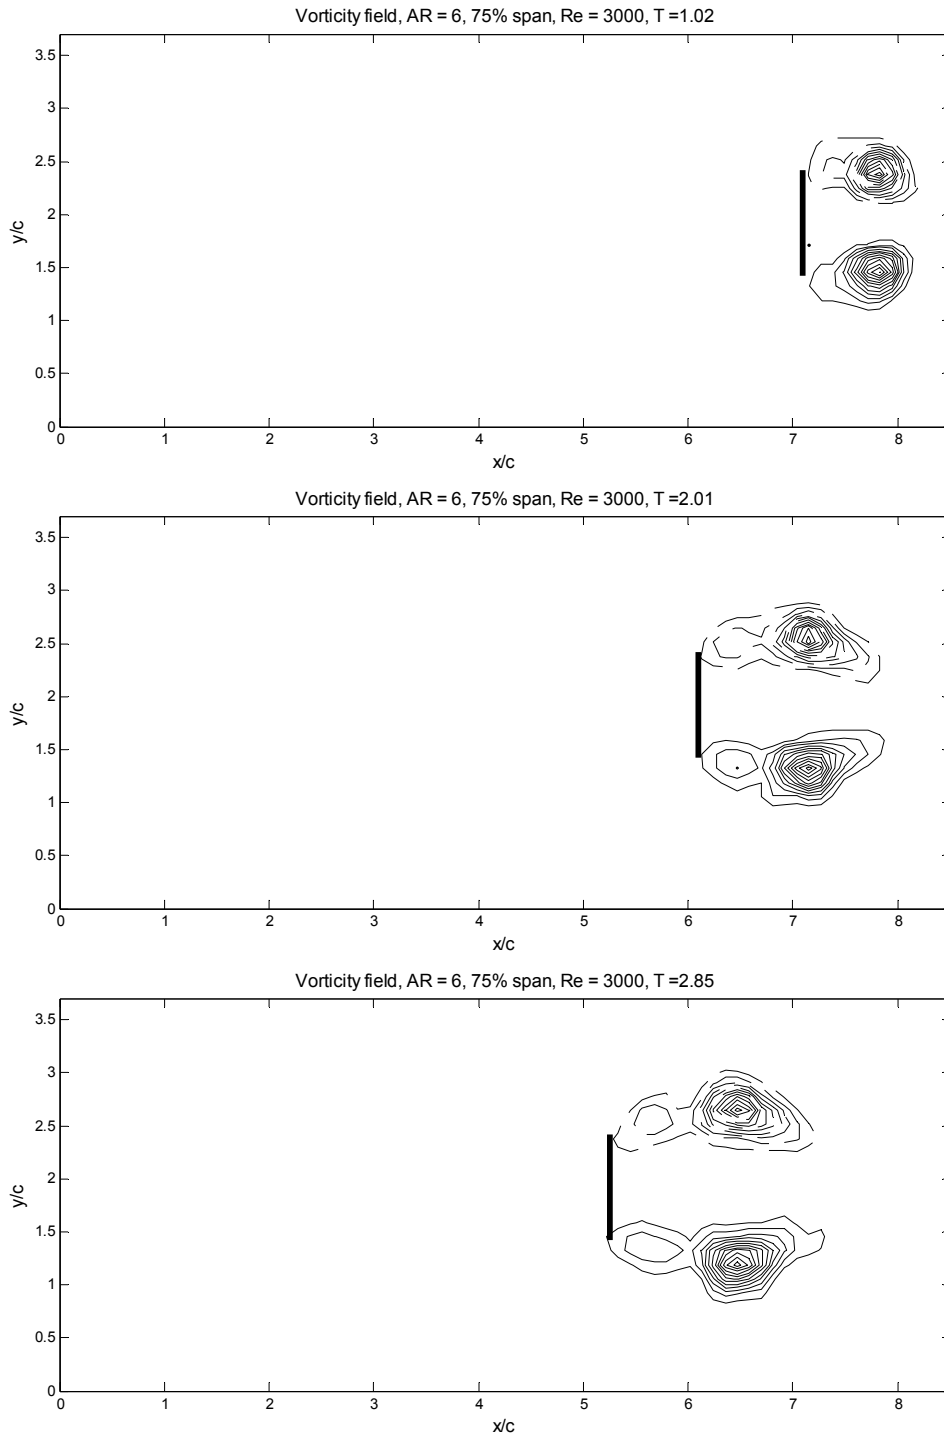 Vorticity field, AR = 6, 75% span, Re = 3000, T =1.02
3.5
3
2.5
2
y/c
1.5
1
0.5
0
0 1 2 3 4 5 6 7 8
x/c
Vorticity field, AR = 6, 75% span, Re = 3000, T =2.01
3.5
3
2.5
2
y/c
1.5
1
0.5
0
0 1 2 3 4 5 6 7 8
x/c
Vorticity field, AR = 6, 75% span, Re = 3000, T =2.85
3.5
3
2.5
2
y/c
1.5
1
0.5
0
0 1 2 3 4 5 6 7 8
x/c